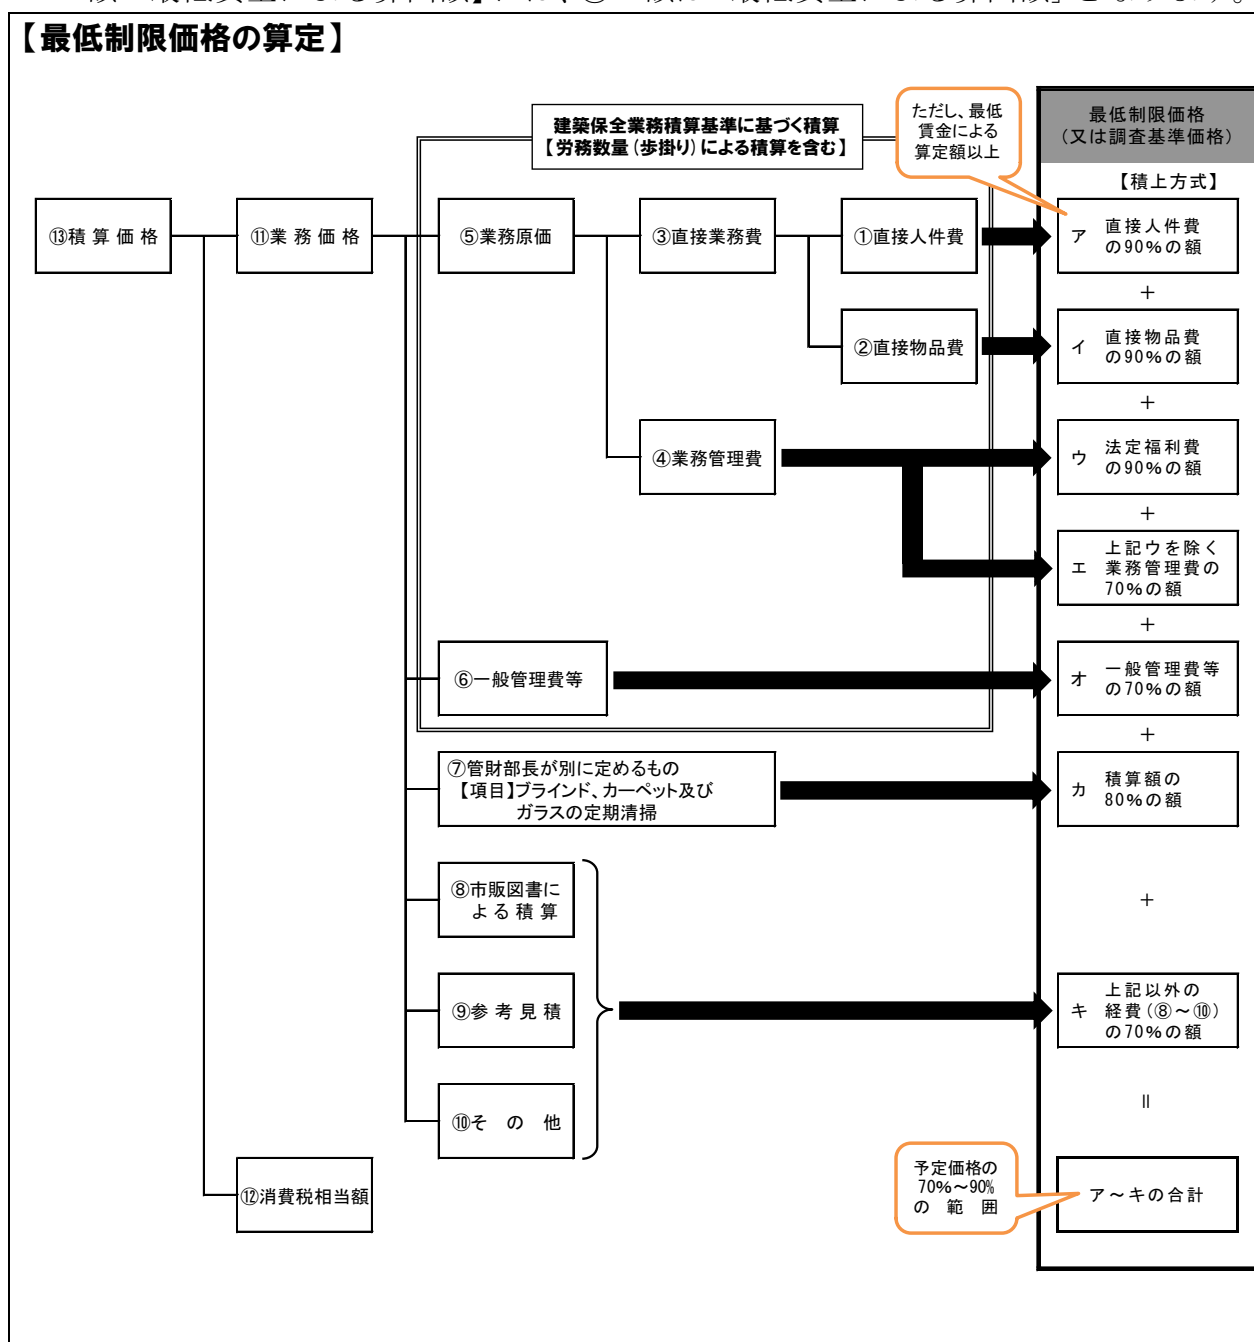 【最低制限価格の算定】
建築保全業務積算基準に基づく積算
【労務数量(歩掛り)による積算を含む】
ただし、最低
賃金による
算定額以上
最低制限価格
(又は調査基準価格)
【積上方式】
⑬積算価格
⑪業務価格
⑤業務原価
③直接業務費
①直接人件費
ア 直接人件費
の90%の額
+
②直接物品費
イ 直接物品費
の90%の額
+
④業務管理費
ウ 法定福利費
の90%の額
+
エ 上記ウを除く
業務管理費の
70%の額
+
⑥一般管理費等
オ 一般管理費等
の70%の額
+
⑦管財部長が別に定めるもの
【項目】ブラインド、カーペット及び
ガラスの定期清掃
カ 積算額の
80%の額
+
⑧市販図書に
よる積算
⑨参考見積
⑩その他
キ 上記以外の
経費(⑧～⑩)
の70%の額
=
⑫消費税相当額
予定価格の
70%～90%
の範囲
ア～キの合計